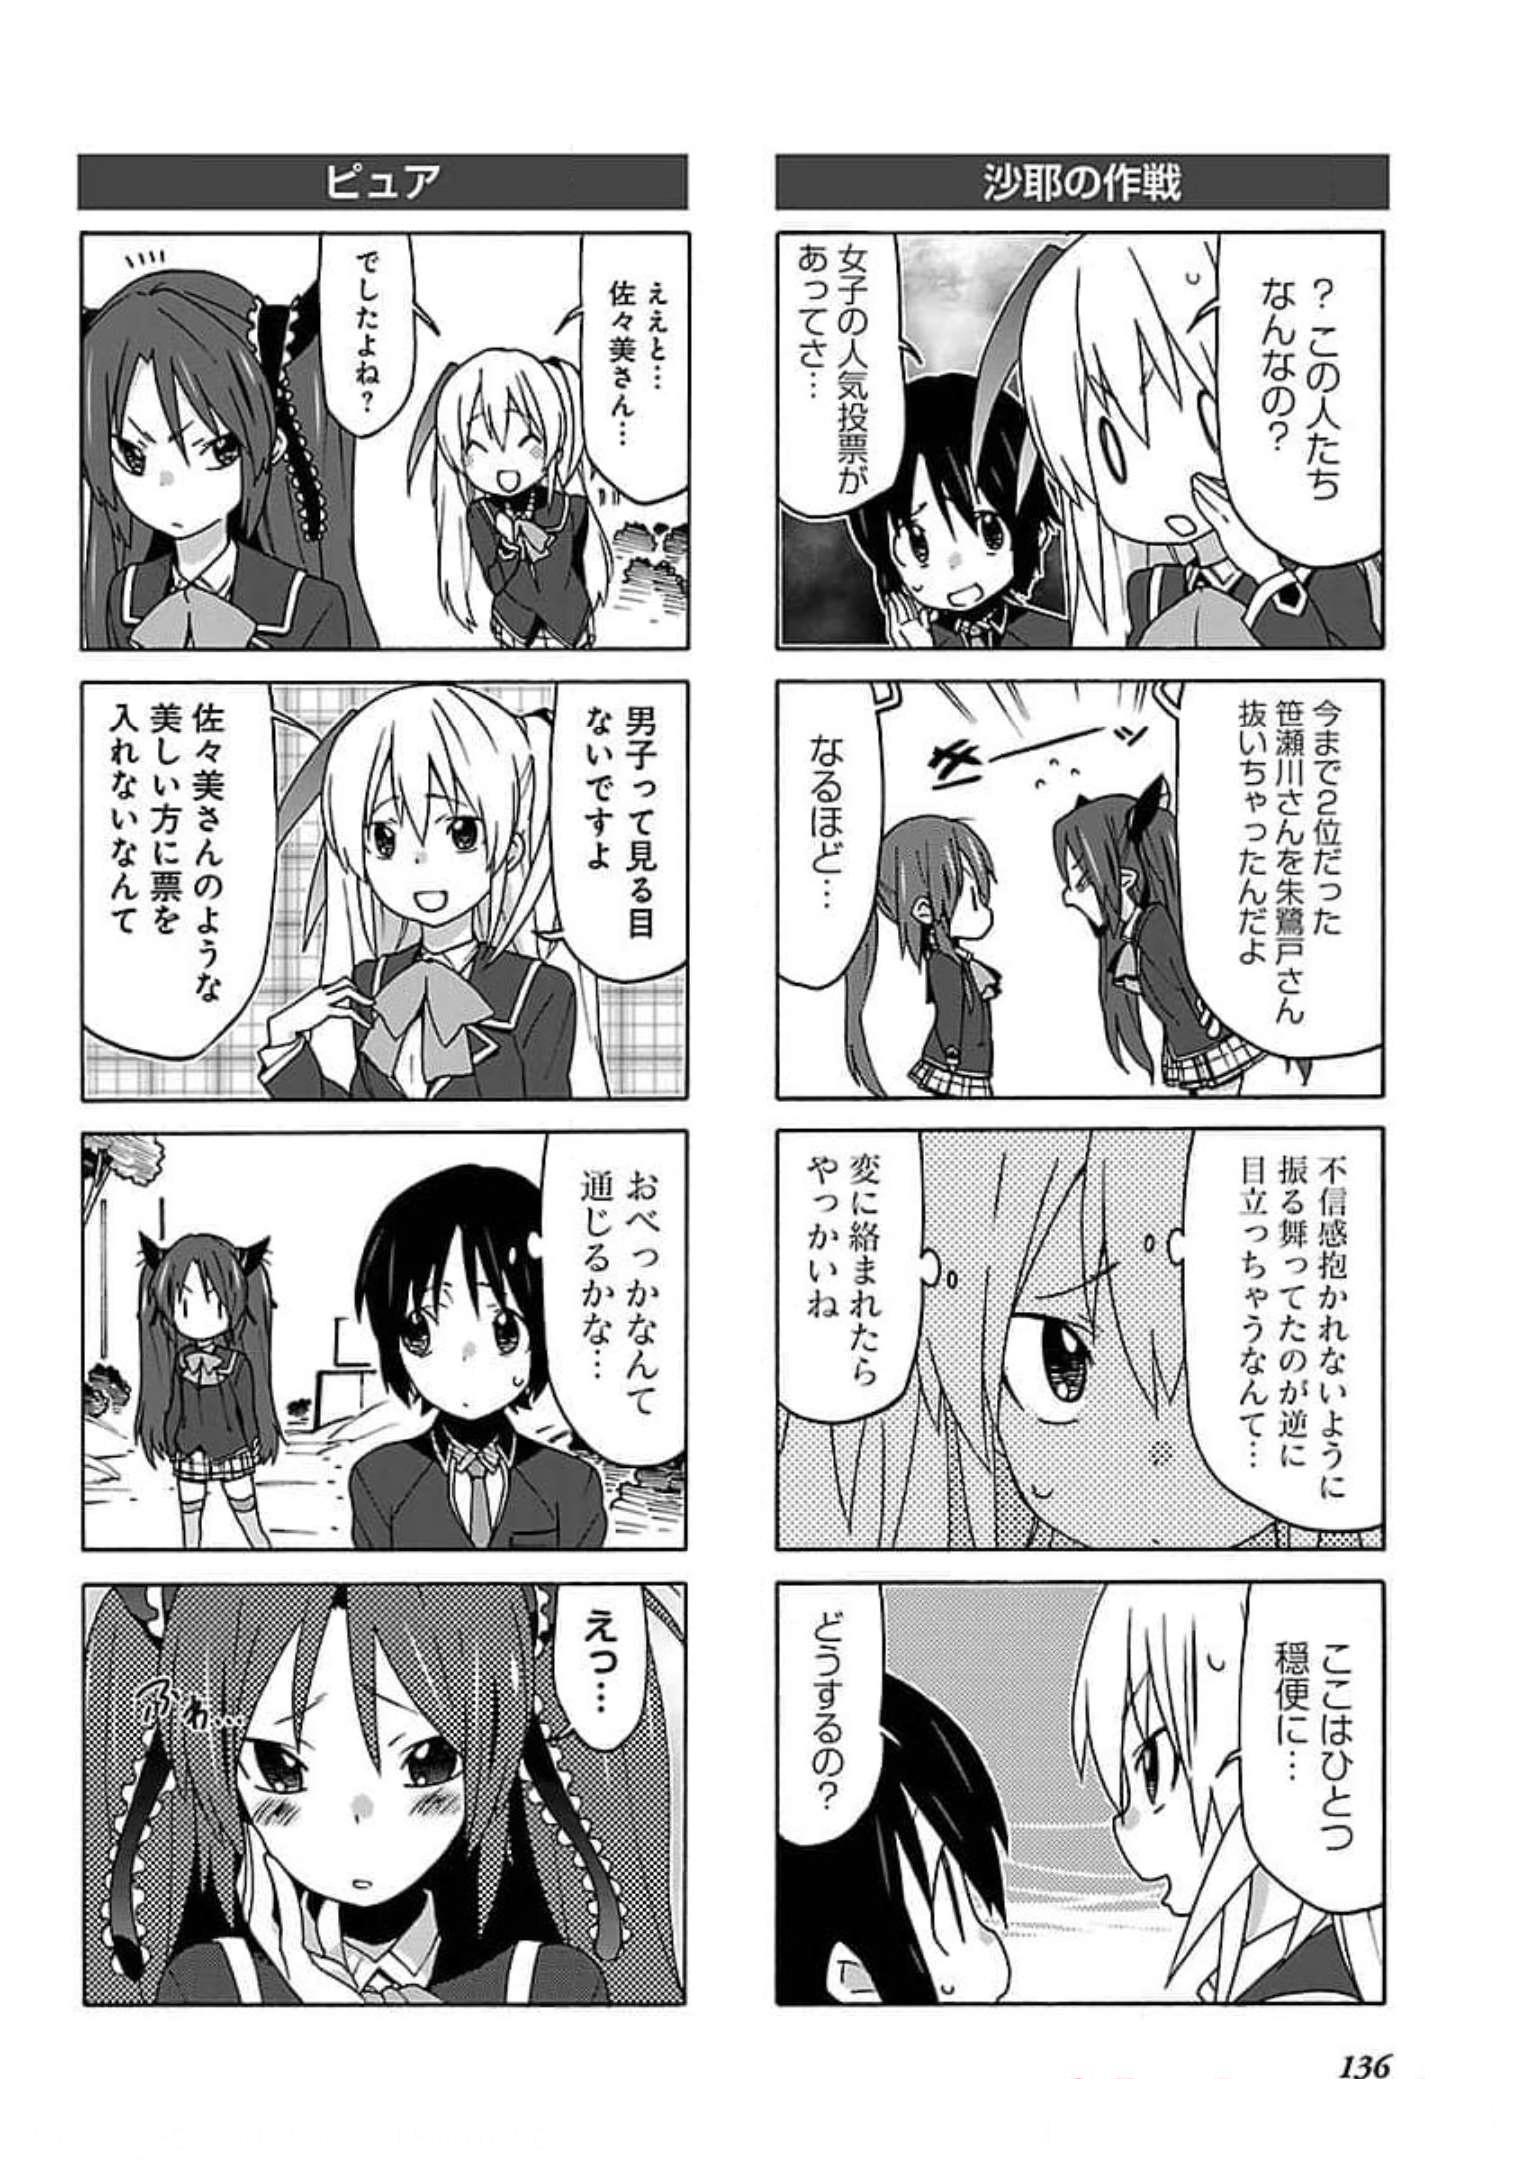 沙耶の作戦
？この人たち
なんなの？
女子の人気投票が
あってさ…
今まで２位だった
笹瀬川さんを朱鷺戸さん
抜いちゃったんだよ
なるほど…
不信感抱かれないように
振る舞ってたのが逆に
目立っちゃうなんて…
変に絡まれたら
やっかいね
ここはひとつ
穏便に…
どうするの？
ピュア
ええと…
佐々美さん…
でしたよね？
男子って見る目
ないですよ
佐々美さんのような
美しい方に票を
入れないなんて
おべっかなんて
通じるかな…
えっ…
ふわ…
136